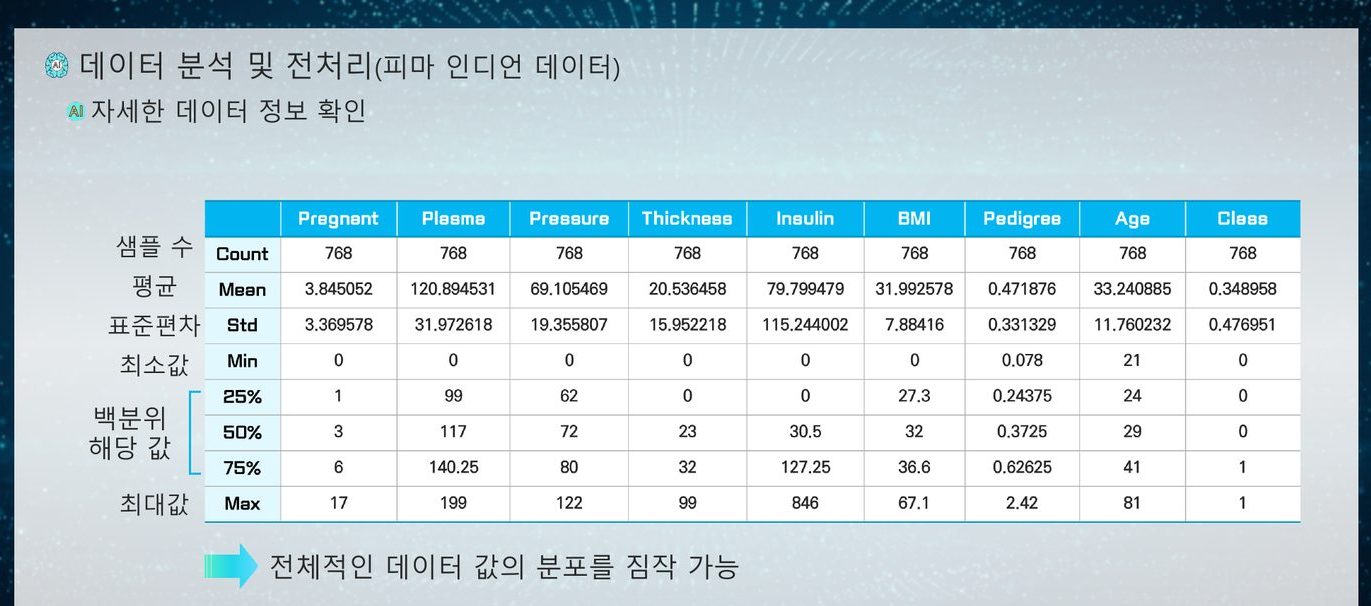 데이터 분석 및 전처리(피마 인디언 데이터)
AI 자세한 데이터 정보 확인
Pregnant Plasma Pressure Thickness Insulin BMI Pedigree Age Class
샘플 수 Count 768 768 768 768 768 768 768 768 768
평균 Mean 3.845052 120.894531 69.105469 20.536458 79.799479 31.992578 0.471876 33.240885 0.348958
표준편차 Std 3.369578 31.972618 19.355807 15.952218 115.244002 7.88416 0.331329 11.760232 0.476951
최소값 Min 0 0 0 0 0 0 0.078 21 0
25% 1 99 62 0 0 27.3 0.24375 24 0
백분위
해당 값
50% 3 117 72 23 30.5 32 0.3725 29 0
75% 6 140.25 80 32 127.25 36.6 0.62625 41 1
최대값 Max 17 199 122 99 846 67.1 2.42 81 1
전체적인 데이터 값의 분포를 짐작 가능